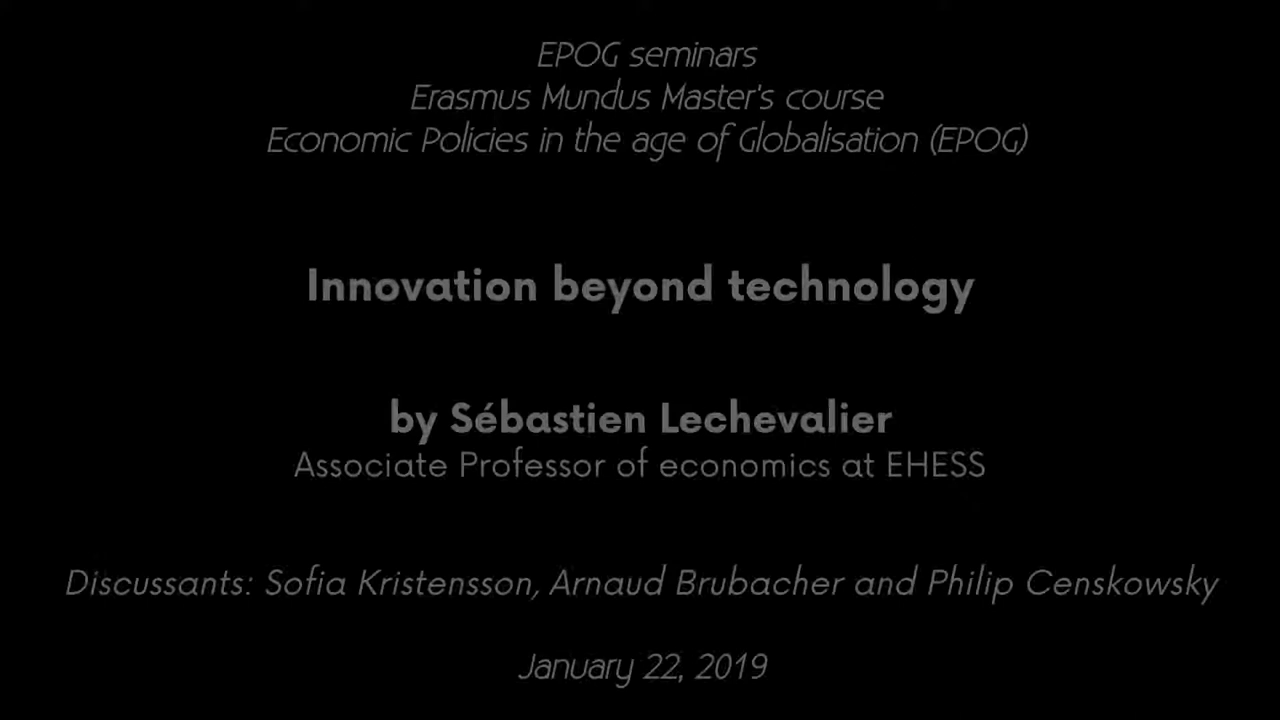 EPOG seminars
Erasmus Mundus Master's course
Economic Policies in the age of Globalisation (EPOG)
Innovation beyond technology
by Sébastien Lechevalier
Associate Professor of economics at EHESS
Discussants: Sofia Kristensson, Arnaud Brubacher and Philip Censkowsky
January 22, 2019